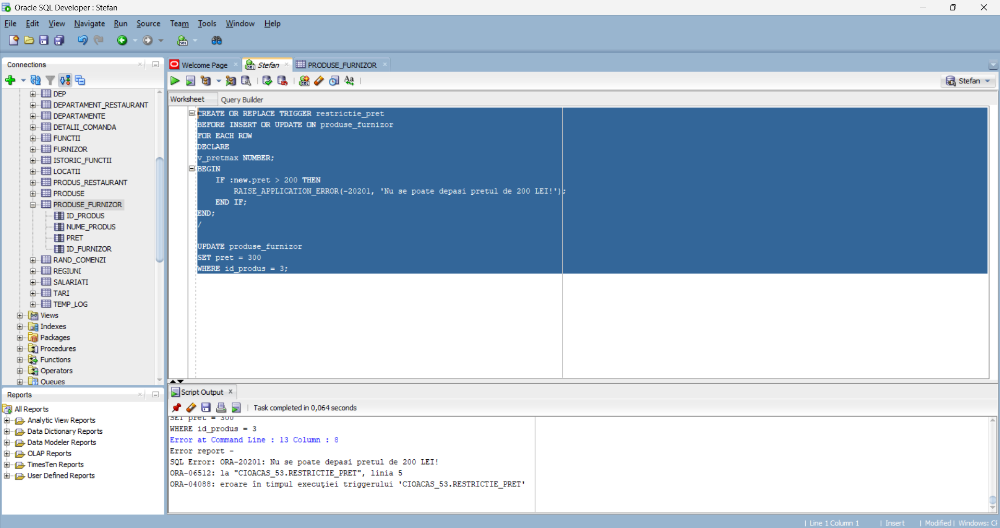 Oracle SQL Developer : Stefan
File Edit View Navigate Run Source Team Tools Window Help
Connections
DEP
DEPARTAMENT_RESTAURANT
DEPARTAMENTE
DETALII_COMANDA
FUNCTII
FURNIZOR
ISTORIC_FUNCTII
LOCATII
PRODUS_RESTAURANT
PRODUSE
PRODUSE_FURNIZOR
ID_PRODUS
NUME_PRODUS
PRET
ID_FURNIZOR
RAND_COMENZI
REGIUNI
SALARIATI
TARI
TEMP_LOG
Views
Indexes
Packages
Procedures
Functions
Operators
Queues
Reports
All Reports
Analytic View Reports
Data Dictionary Reports
Data Modeler Reports
OLAP Reports
TimesTen Reports
User Defined Reports
Welcome Page Stefan PRODUSE_FURNIZOR
Stefan
Worksheet Query Builder
CREATE OR REPLACE TRIGGER restrictie_pret
BEFORE INSERT OR UPDATE ON produse_furnizor
FOR EACH ROW
DECLARE
v_pretmax NUMBER;
BEGIN
IF :new.pret > 200 THEN
RAISE_APPLICATION_ERROR(-20201, 'Nu se poate depasi pretul de 200 LEI!');
END IF;
END;
/
UPDATE produse_furnizor
SET pret = 300
WHERE id_produs = 3;
Script Output
Task completed in 0,064 seconds
SET pret = 300
WHERE id_produs = 3
Error at Command Line : 13 Column : 8
Error report -
SQL Error: ORA-20201: Nu se poate depasi pretul de 200 LEI!
ORA-06512: la "CIOACAS_53.RESTRICTIE_PRET", linia 5
ORA-04088: eroare în timpul execuţiei triggerului 'CIOACAS_53.RESTRICTIE_PRET'
Line 1 Column 1 Insert Modified Windows: